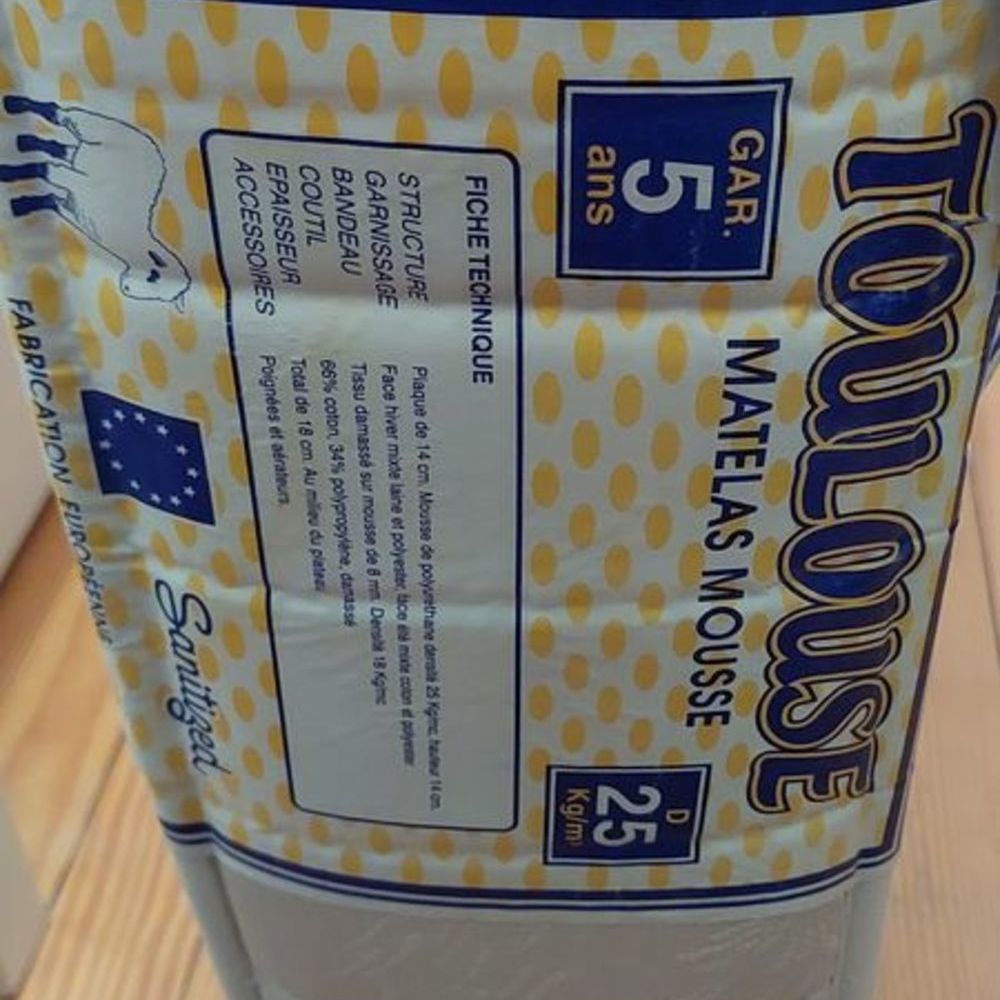 TOULOUSE
MATELAS MOUSSE
GAR.
5
ans
D
25
Kg/m³
FICHE TECHNIQUE
STRUCTURE Plaque de 14 cm. Mousse de polyuréthane densité 25 Kg/mc, hauteur 14 cm.
GARNISSAGE Face hiver mixte laine et polyester, face été mixte coton et polyester
BANDEAU Tissu damassé sur mousse de 8 mm. Densité 18 Kg/mc
COUTIL 66% coton, 34% polypropylène, damassé
EPAISSEUR Total de 18 cm. Au milieu du plateau
ACCESSOIRES Poignées et aérateurs.
Sanitized
FABRICATION EUROPÉENNE